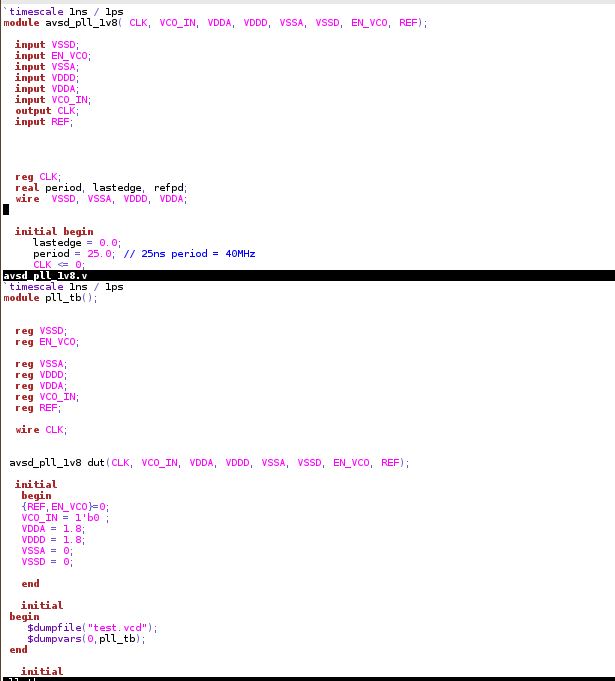 `timescale 1ns / 1ps
module avsd_pll_1v8( CLK, VCO_IN, VDDA, VDDD, VSSA, VSSD, EN_VCO, REF);
input VSSD;
input EN_VCO;
input VSSA;
input VDDD;
input VDDA;
input VCO_IN;
output CLK;
input REF;
reg CLK;
real period, lastedge, refpd;
wire  VSSD, VSSA, VDDD, VDDA;
initial begin
lastedge = 0.0;
period = 25.0; // 25ns period = 40MHz
CLK <= 0;
avsd_pll_1v8.v
`timescale 1ns / 1ps
module pll_tb();
reg VSSD;
reg EN_VCO;
reg VSSA;
reg VDDD;
reg VDDA;
reg VCO_IN;
reg REF;
wire CLK;
avsd_pll_1v8 dut(CLK, VCO_IN, VDDA, VDDD, VSSA, VSSD, EN_VCO, REF);
initial
begin
{REF,EN_VCO}=0;
VCO_IN = 1'b0 ;
VDDA = 1.8;
VDDD = 1.8;
VSSA = 0;
VSSD = 0;
end
initial
begin
$dumpfile("test.vcd");
$dumpvars(0,pll_tb);
end
initial